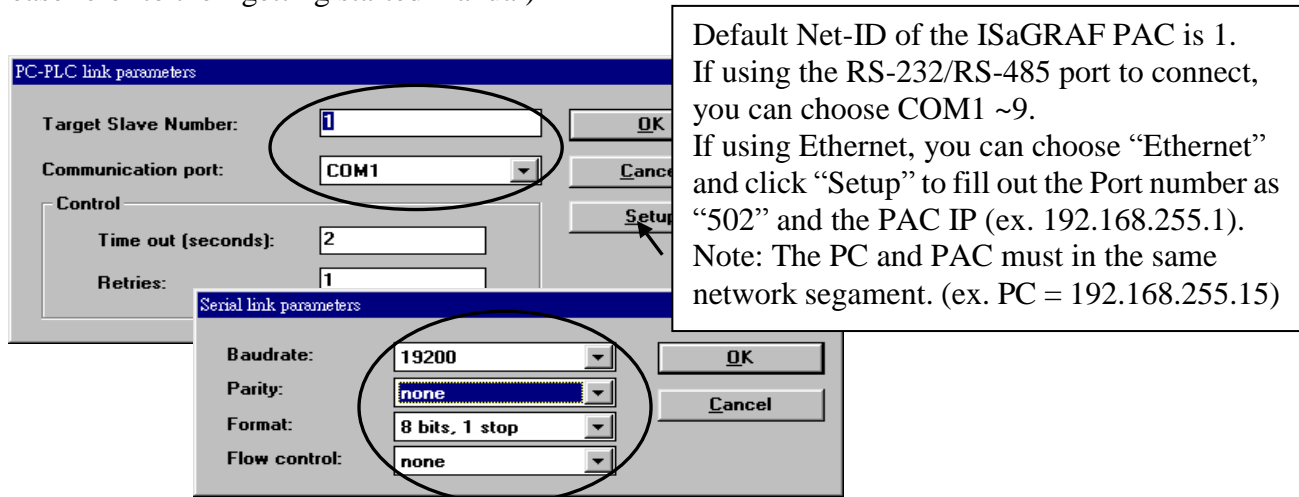 Default Net-ID of the ISaGRAF PAC is 1.
If using the RS-232/RS-485 port to connect,
you can choose COM1 ~9.
If using Ethernet, you can choose “Ethernet”
and click “Setup” to fill out the Port number as
“502” and the PAC IP (ex. 192.168.255.1).
Note: The PC and PAC must in the same
network segament. (ex. PC = 192.168.255.15)
PC-PLC link parameters
Target Slave Number: 1 OK
Communication port: COM1
Control Setup
Time out (seconds): 2
Retries: 1
Serial link parameters
Baudrate: 19200 OK
Parity: none Cancel
Format: 8 bits, 1 stop
Flow control: none